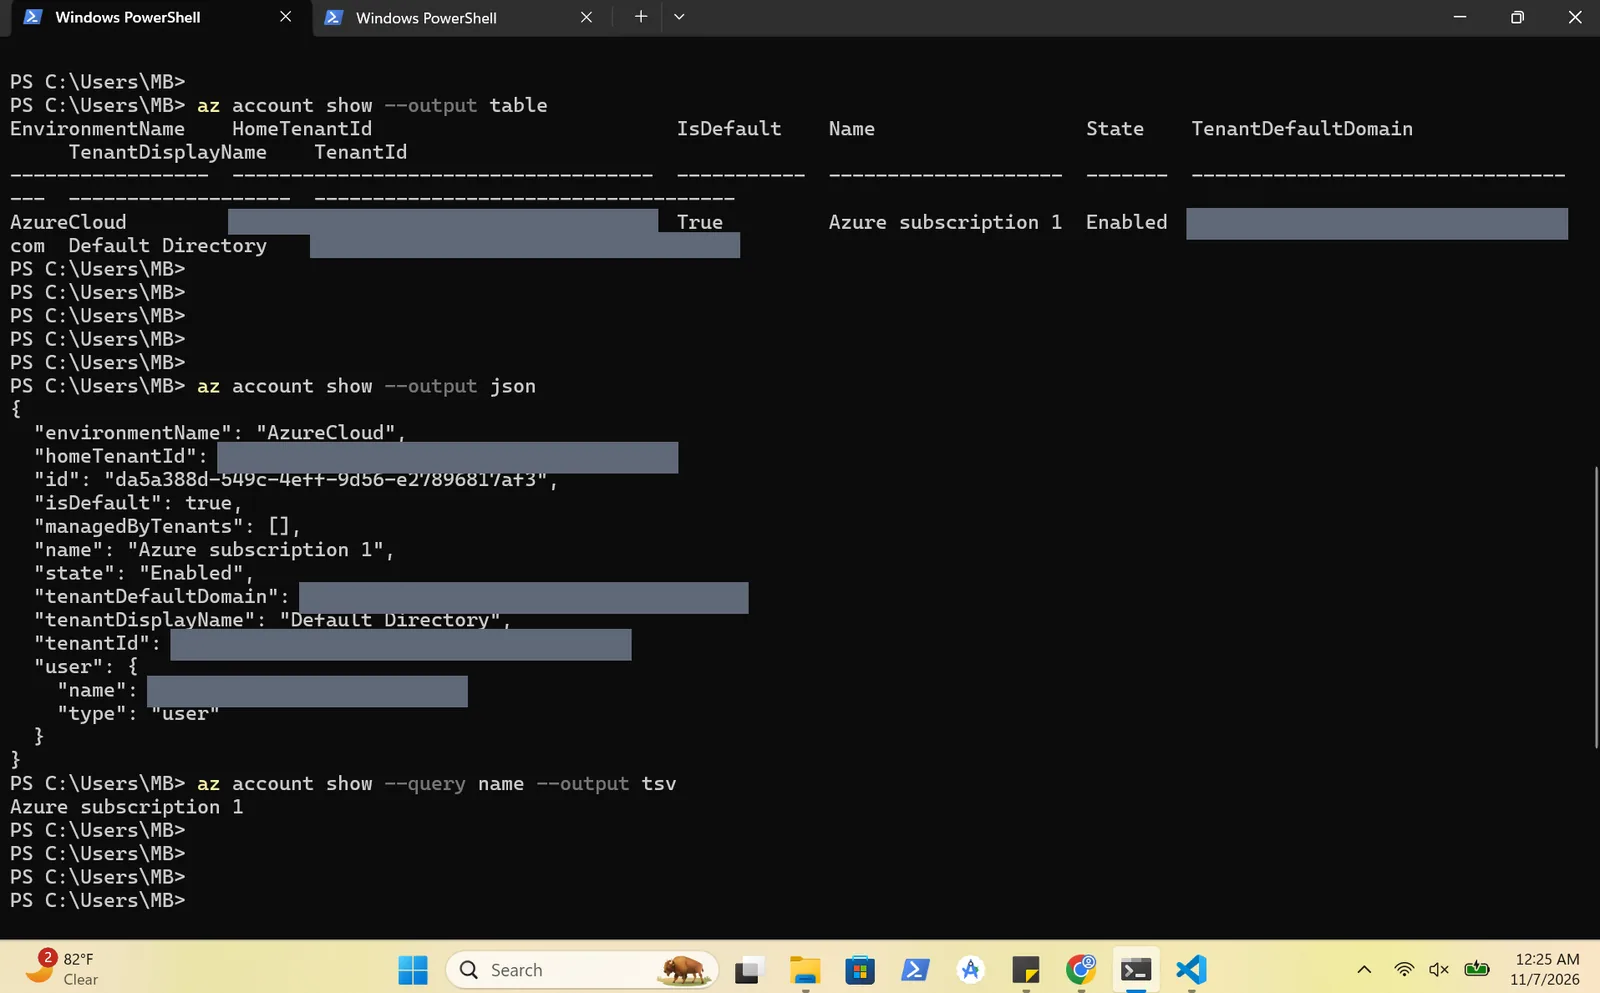 Windows PowerShell
Windows PowerShell
PS C:\Users\MB>
PS C:\Users\MB> az account show --output table
EnvironmentName    HomeTenantId                          IsDefault    Name                  State    TenantDefaultDomain
     TenantDisplayName    TenantId
-----------------  ------------------------------------  -----------  --------------------  -------  --------------------------------
---  -------------------  ------------------------------------
AzureCloud    True    Azure subscription 1  Enabled
com  Default Directory
PS C:\Users\MB>
PS C:\Users\MB>
PS C:\Users\MB>
PS C:\Users\MB>
PS C:\Users\MB>
PS C:\Users\MB> az account show --output json
{
  "environmentName": "AzureCloud",
  "homeTenantId":
  "id": "da5a388d-549c-4eff-9d56-e27896817af3",
  "isDefault": true,
  "managedByTenants": [],
  "name": "Azure subscription 1",
  "state": "Enabled",
  "tenantDefaultDomain":
  "tenantDisplayName": "Default Directory",
  "tenantId":
  "user": {
    "name":
    "type": "user"
  }
}
PS C:\Users\MB> az account show --query name --output tsv
Azure subscription 1
PS C:\Users\MB>
PS C:\Users\MB>
PS C:\Users\MB>
PS C:\Users\MB>
2
82°F
Clear
Search
12:25 AM
11/7/2026